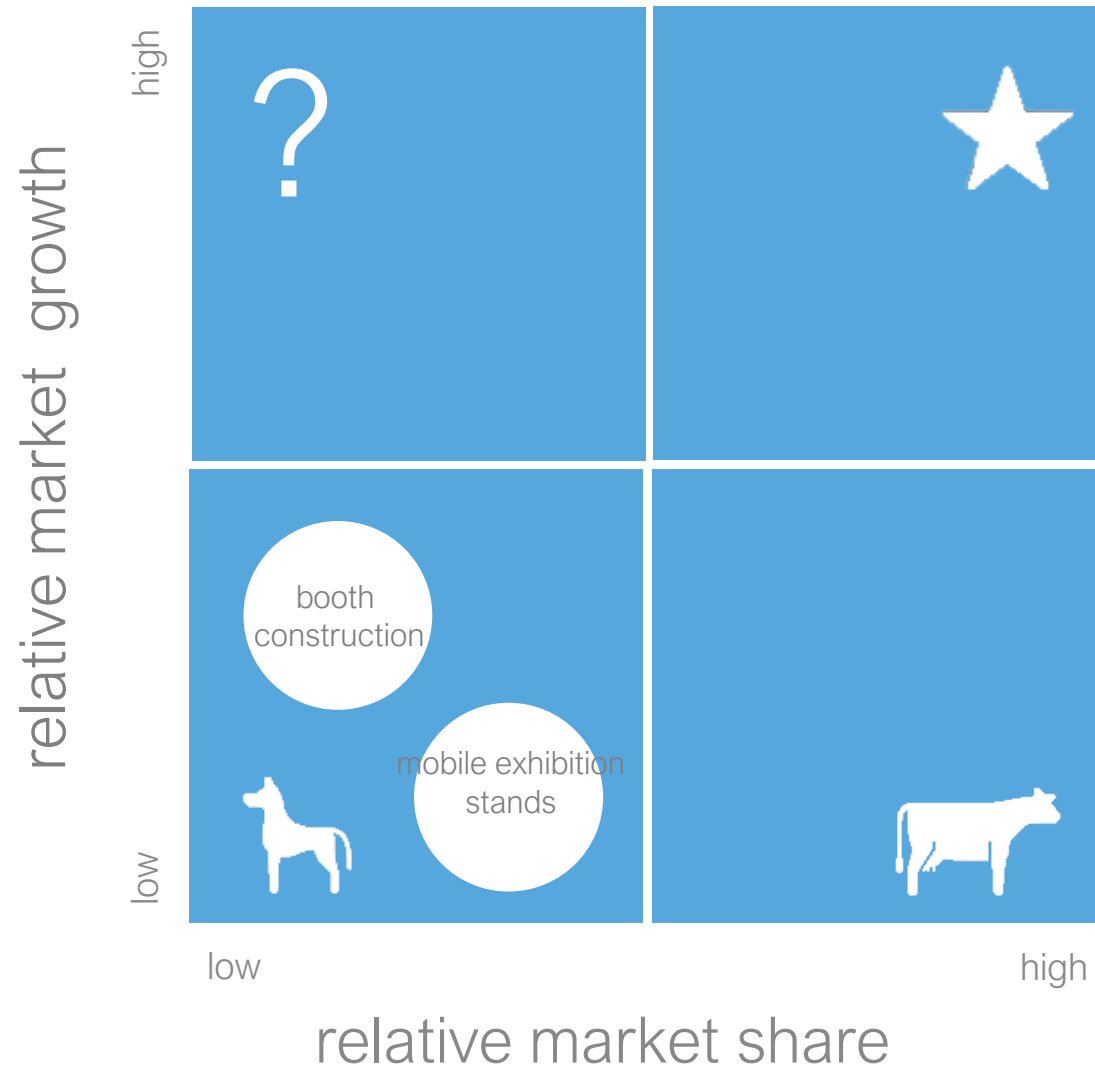 high
?
relative market growth
booth
construction
mobile exhibition
stands
low
low
high
relative market share